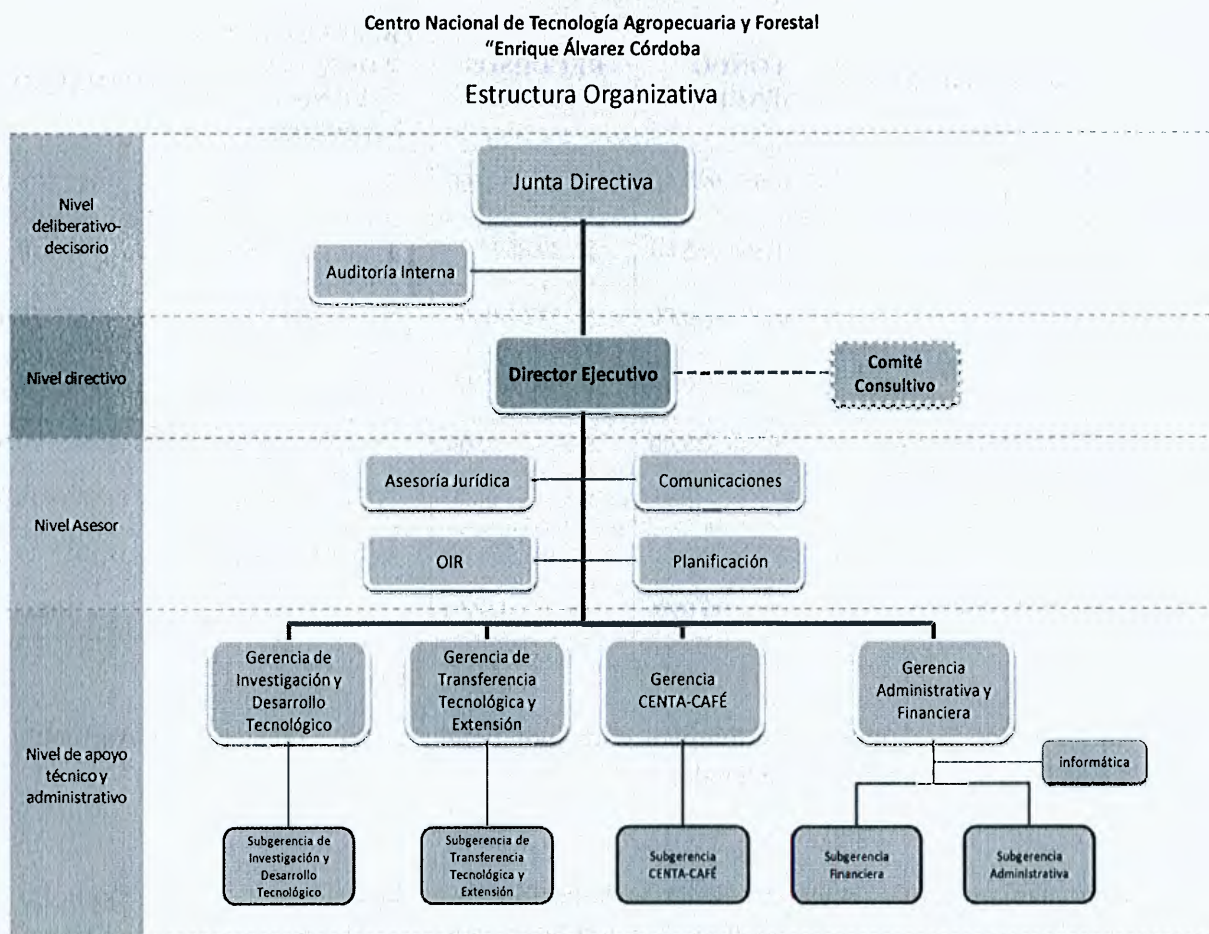 Centro Nacional de Tecnología Agropecuaria y Forestal
"Enrique Álvarez Córdoba
Estructura Organizativa
Nivel
deliberativo-
decisorio
Junta Directiva
Auditoría Interna
Nivel directivo
Director Ejecutivo
Comité
Consultivo
Nivel Asesor
Asesoría Jurídica
Comunicaciones
OIR
Planificación
Nivel de apoyo
técnico y
administrativo
Gerencia de
Investigación y
Desarrollo
Tecnológico
Gerencia de
Transferencia
Tecnológica y
Extensión
Gerencia
CENTA-CAFÉ
Gerencia
Administrativa y
Financiera
informática
Subgerencia de
Investigación y
Desarrollo
Tecnológico
Subgerencia de
Transferencia
Tecnológica y
Extensión
Subgerencia
CENTA-CAFÉ
Subgerencia
Financiera
Subgerencia
Administrativa